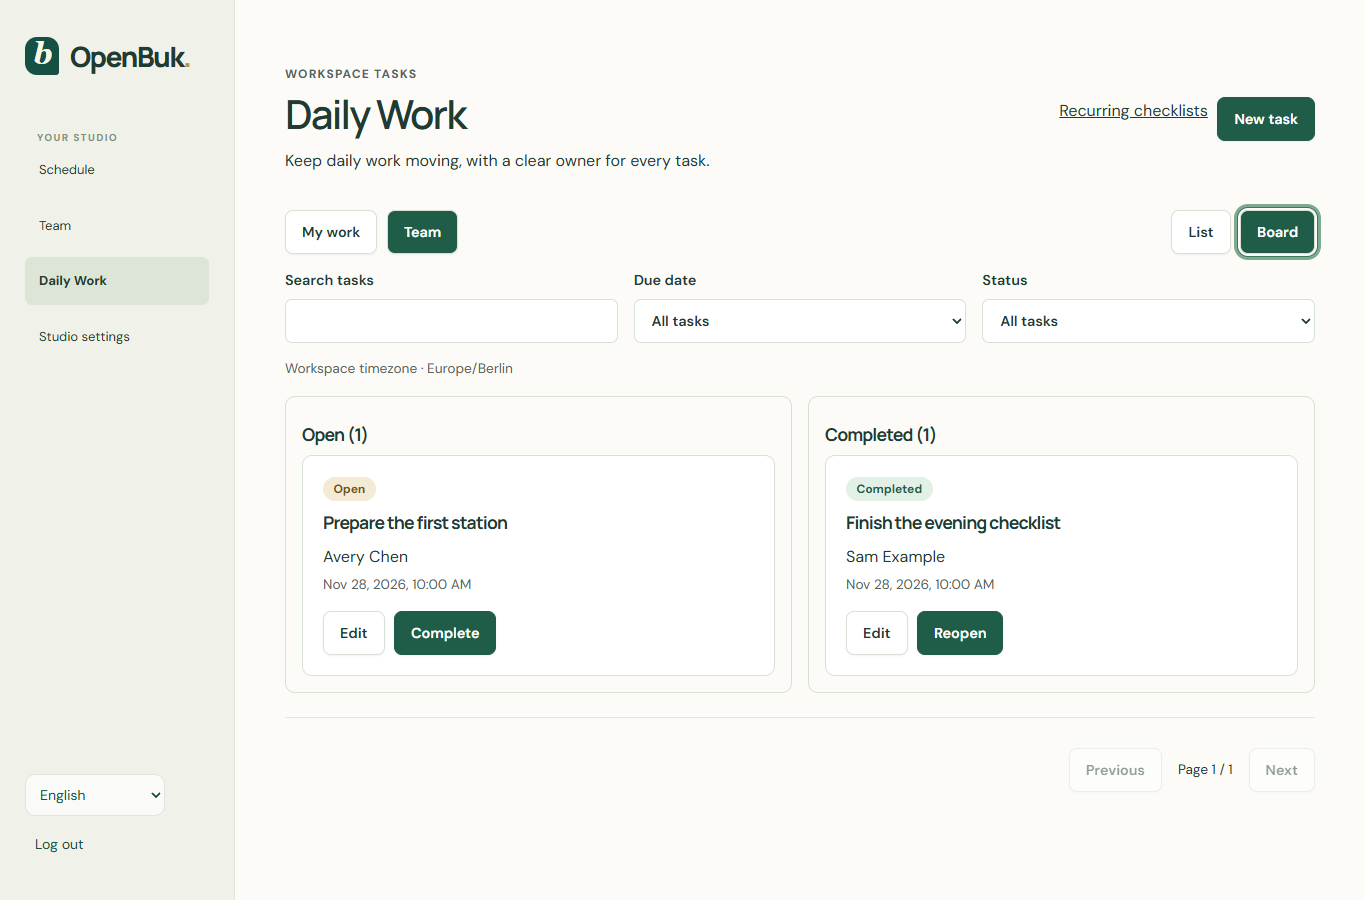 b OpenBuk.
YOUR STUDIO
Schedule
Team
Daily Work
Studio settings
English
Log out
WORKSPACE TASKS
Daily Work
Keep daily work moving, with a clear owner for every task.
Recurring checklists
New task
My work
Team
List
Board
Search tasks
Due date
Status
All tasks
All tasks
Workspace timezone · Europe/Berlin
Open (1)
Open
Prepare the first station
Avery Chen
Nov 28, 2026, 10:00 AM
Edit
Complete
Completed (1)
Completed
Finish the evening checklist
Sam Example
Nov 28, 2026, 10:00 AM
Edit
Reopen
Previous
Page 1 / 1
Next